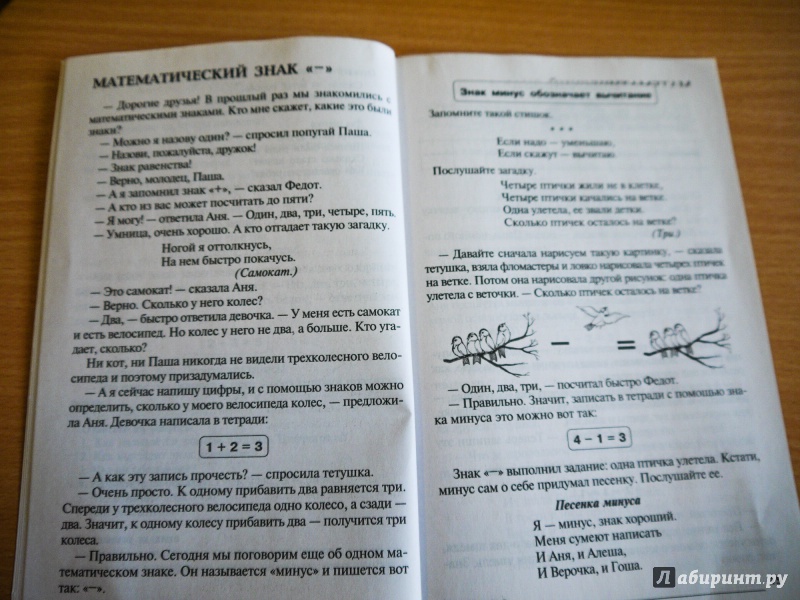 МАТЕМАТИЧЕСКИЙ ЗНАК «–»
— Дорогие друзья! В прошлый раз мы знакомились с
математическими знаками. Кто мне скажет, какие это были
знаки?
— Можно я назову один? — спросил попугай Паша.
— Назови, пожалуйста, дружок!
— Знак равенства!
— Верно, молодец, Паша.
— А я запомнил знак «+», — сказал Федот.
— А кто из вас может посчитать до пяти?
— Я могу! — ответила Аня. — Один, два, три, четыре, пять.
— Умница, очень хорошо. А кто отгадает такую загадку.
Ногой я оттолкнусь,
На нем быстро покачусь.
(Самокат.)
— Это самокат! — сказала Аня.
— Верно. Сколько у него колес?
— Два, — быстро ответила девочка. — У меня есть самокат
и есть велосипед. Но колес у него не два, а больше. Кто уга-
дает, сколько?
Ни кот, ни Паша никогда не видели трехколесного вело-
сипеда и поэтому призадумались.
— А я сейчас напишу цифры, и с помощью знаков можно
определить, сколько у моего велосипеда колес, — предложи-
ла Аня. Девочка написала в тетради:
1 + 2 = 3
— А как эту запись прочесть? — спросила тетушка.
— Очень просто. К одному прибавить два равняется три.
Спереди у трехколесного велосипеда одно колесо, а сзади —
два. Значит, к одному колесу прибавить два — получится три
колеса.
— Правильно. Сегодня мы поговорим еще об одном ма-
тематическом знаке. Он называется «минус» и пишется вот
так: «–».
Знак минус обозначает вычитание
Запомните такой стишок.
* * *
Если надо — уменьшаю,
Если скажут — вычитаю.
Послушайте загадку.
Четыре птички жили не в клетке,
Четыре птички качались на ветке.
Одна улетела, ее звали детки.
Сколько птичек осталось на ветке?
(Три.)
— Давайте сначала нарисуем такую картинку, — сказала
тетушка, взяла фломастеры и ловко нарисовала четырех птичек
на ветке. Потом она нарисовала другой рисунок: одна птичка
улетела с веточки. — Сколько птичек осталось на ветке?
– =
— Один, два, три, — посчитал быстро Федот.
— Правильно. Значит, записать в тетради с помощью зна-
ка минуса это можно вот так:
4 – 1 = 3
Знак «–» выполнил задание: одна птичка улетела. Кстати,
минус сам о себе придумал песенку. Послушайте ее.
Песенка минуса
Я — минус, знак хороший.
Меня сумеют написать
И Аня, и Алеша,
И Верочка, и Гоша.
Лабиринт.ру